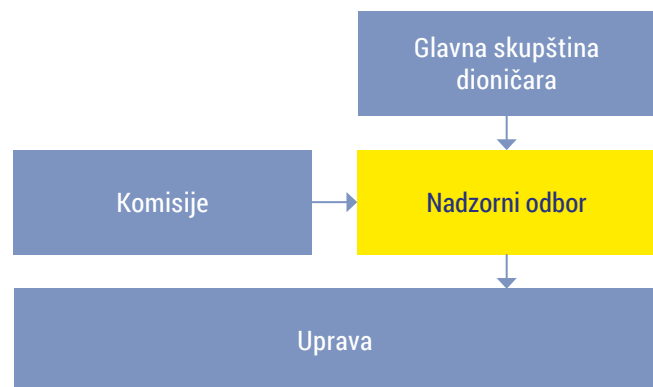 Glavna skupština
dioničara
Komisije
Nadzorni odbor
Uprava